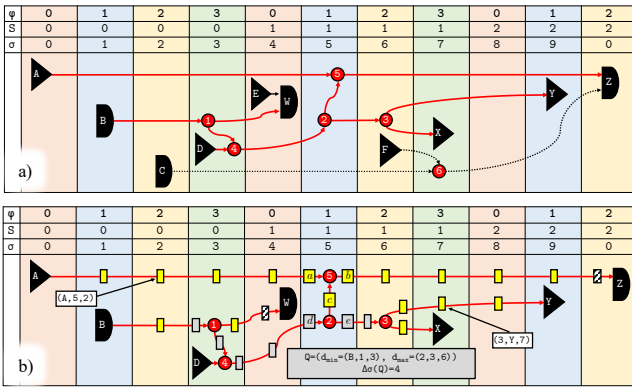 φ 0 1 2 3 0 1 2 3 0 1 2
S 0 0 0 0 1 1 1 1 2 2 2
σ 0 1 2 3 4 5 6 7 8 9 0
A 5
E Z
W Y
B 1 2 3
X
D 4 F
a) C 6
φ 0 1 2 3 0 1 2 3 0 1 2
S 0 0 0 0 1 1 1 1 2 2 2
σ 0 1 2 3 4 5 6 7 8 9 0
A a 5 b Z
(A,5,2) c W Y (3,Y,7)
B 1 d 2 e 3 X
D 4
Q=(dmin=(B,1,3), dmax=(2,3,6))
b) Δσ(Q)=4